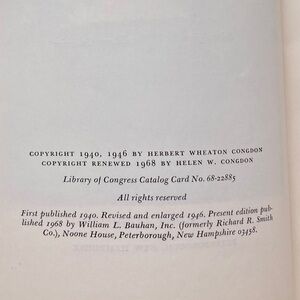 COPYRIGHT 1940, 1946 BY HERBERT WHEATON CONGDON
COPYRIGHT RENEWED 1968 BY HELEN W. CONGDON
Library of Congress Catalog Card No. 68-22885
All rights reserved
First published 1940. Revised and enlarged 1946. Present edition pub-
lished 1968 by William L. Bauhan, Inc. (formerly Richard R. Smith
Co.), Noone House, Peterborough, New Hampshire 03458.